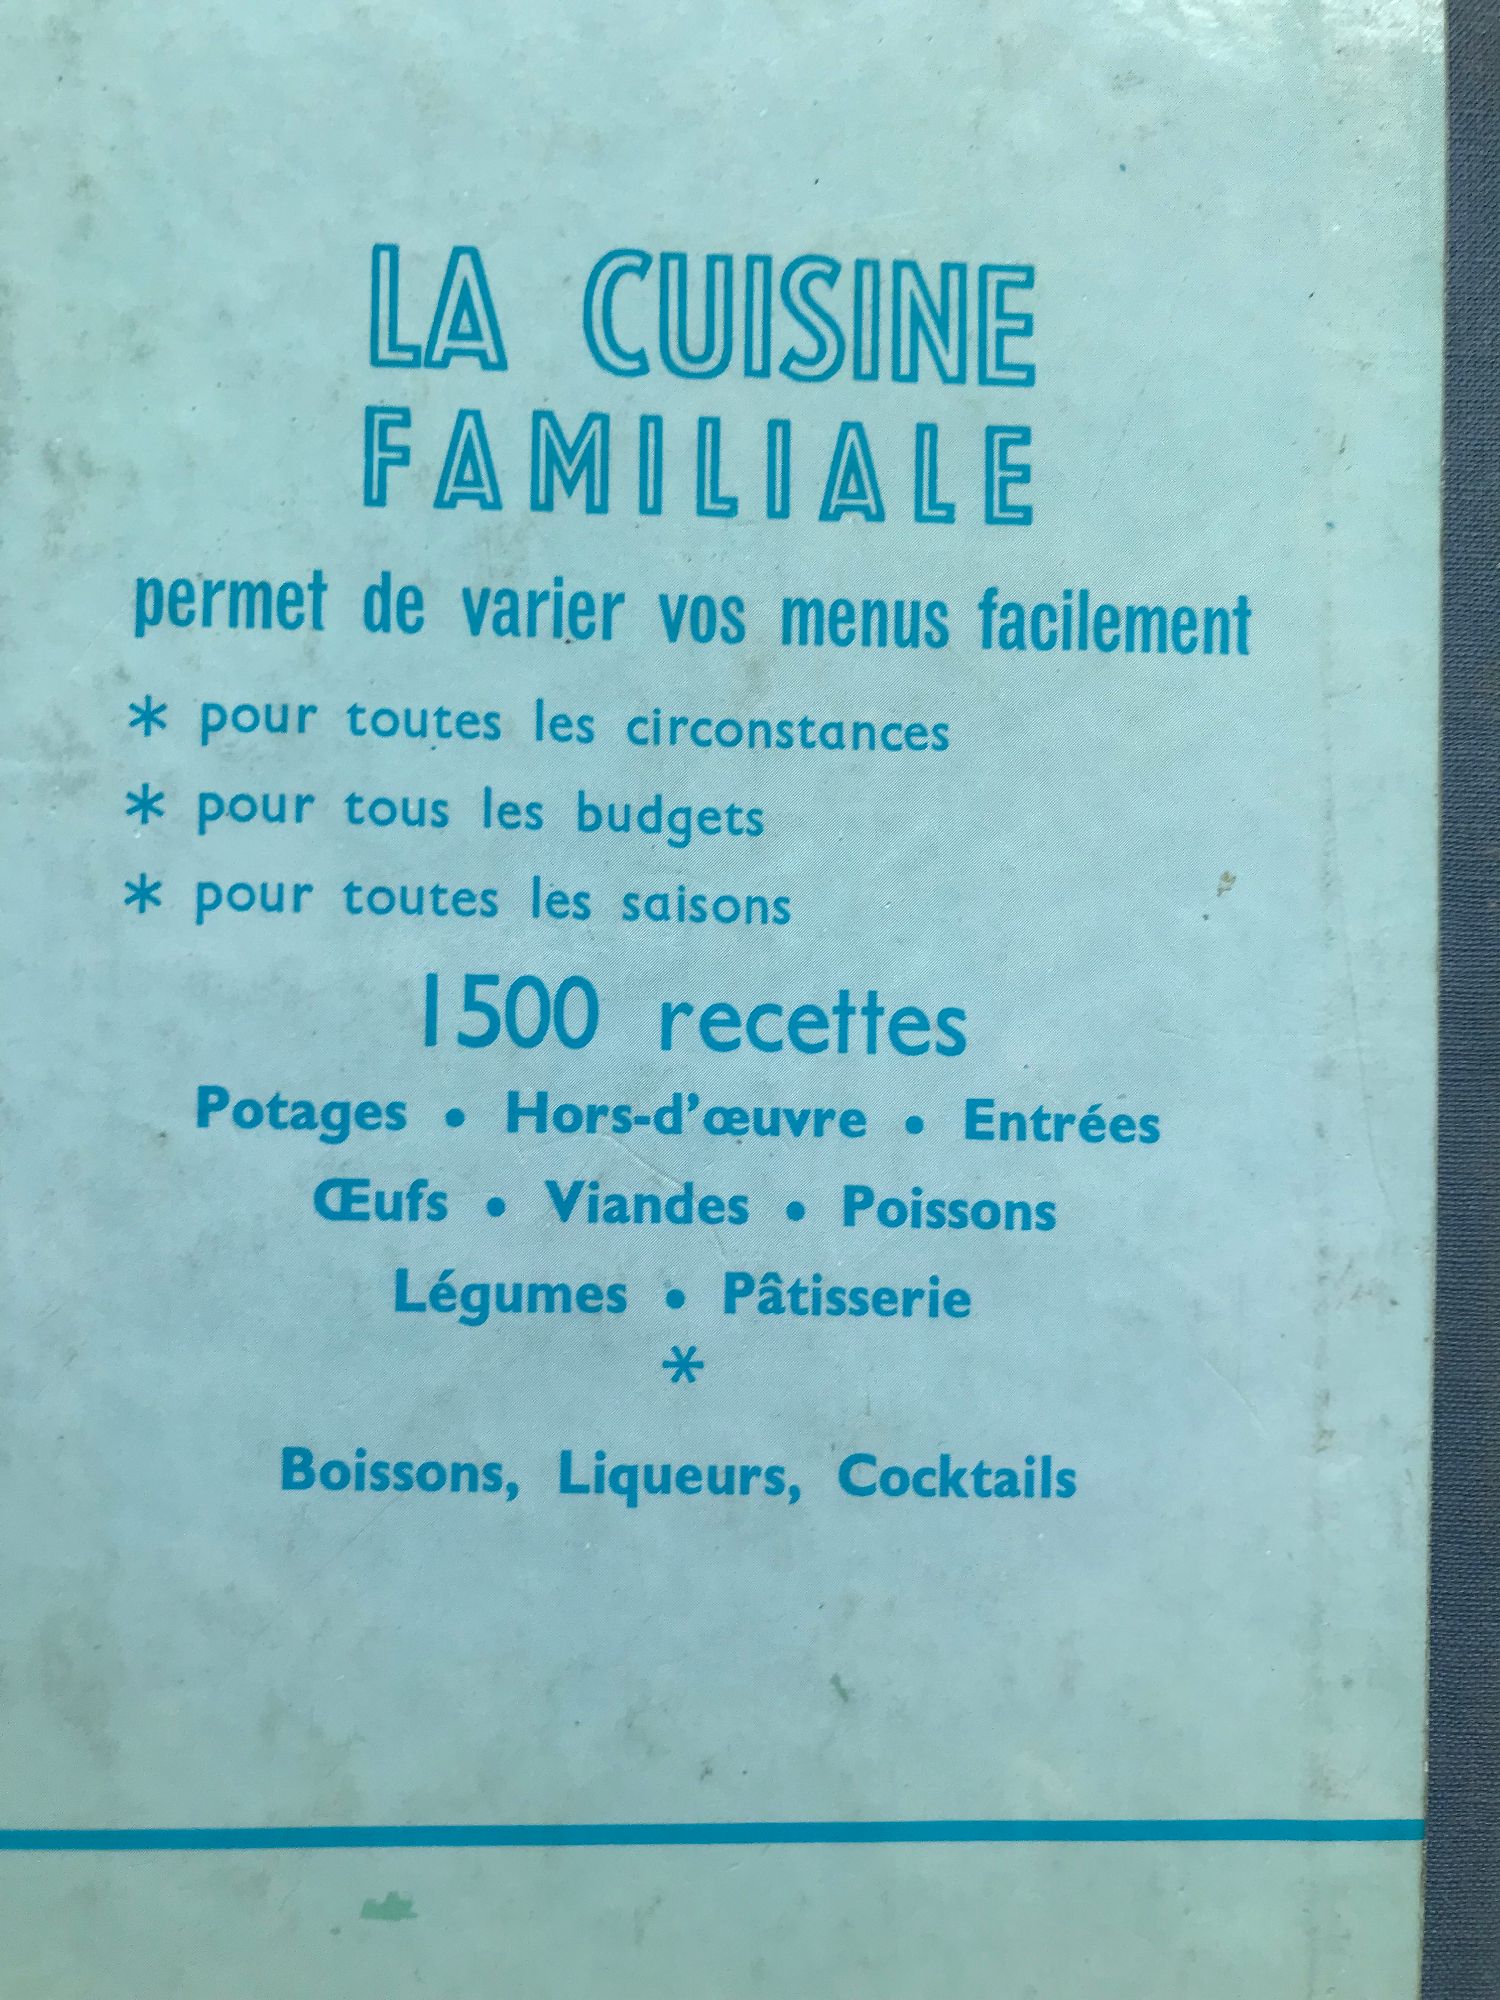 LA CUISINE
FAMILIALE
permet de varier vos menus facilement
* pour toutes les circonstances
* pour tous les budgets
* pour toutes les saisons
1500 recettes
Potages • Hors-d'œuvre • Entrées
Œufs • Viandes • Poissons
Légumes • Pâtisserie
*
Boissons, Liqueurs, Cocktails